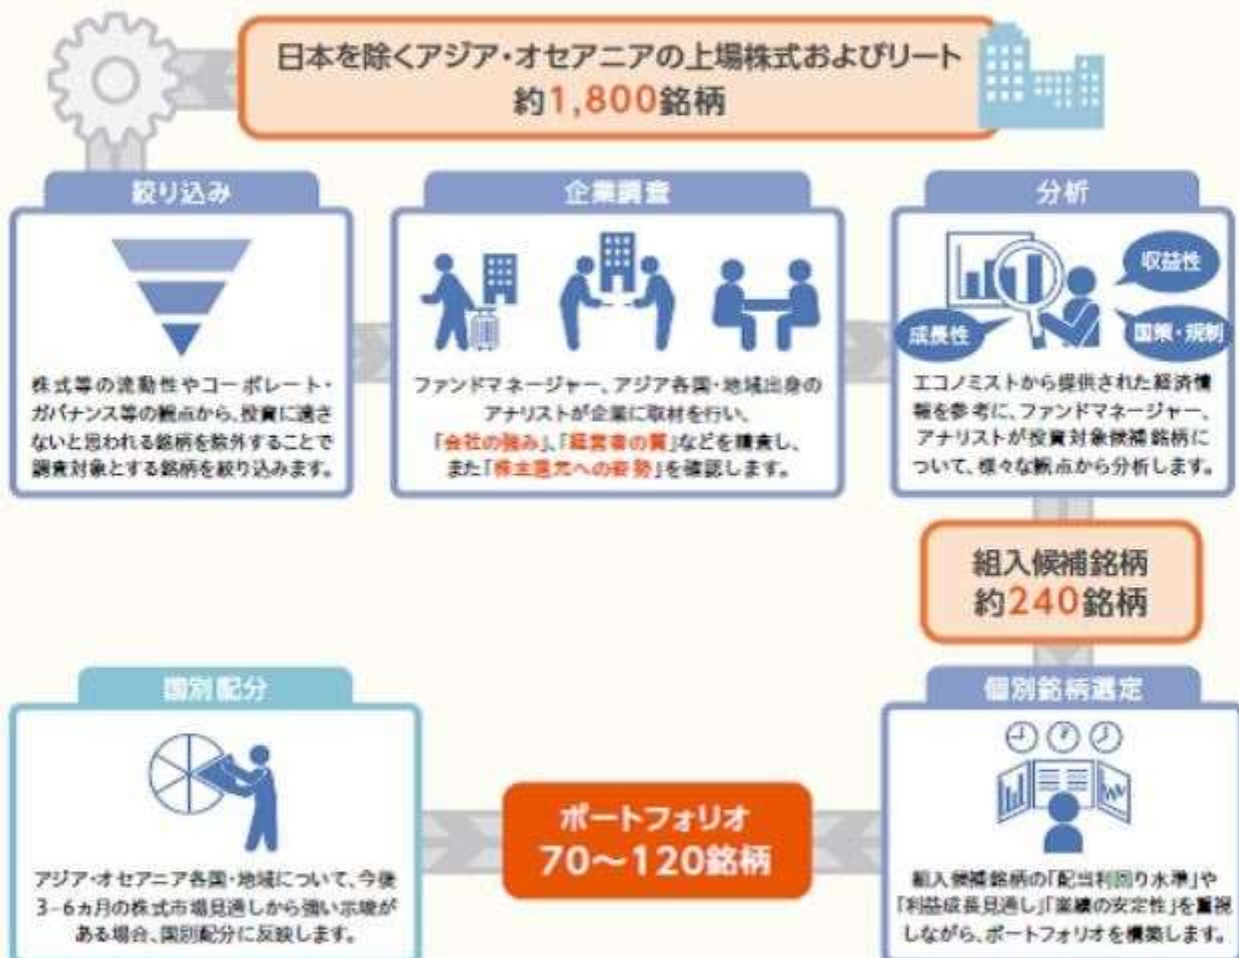 日本を除くアジア・オセアニアの上場株式およびリート
約1,800銘柄
絞り込み
株式等の流動性やコーポレート・
ガバナンス等の観点から、投資に適さ
ないと思われる銘柄を除外することで
調査対象とする銘柄を絞り込みます。
企業調査
ファンドマネージャー、アジア各国・地域出身の
アナリストが企業に取材を行い、
「会社の強み」、「経営者の質」などを精査し、
また「株主還元への姿勢」を確認します。
分析
収益性
成長性
国策・規制
エコノミストから提供された経済情
報を参考に、ファンドマネージャー、
アナリストが投資対象候補銘柄に
ついて、様々な観点から分析します。
組入候補銘柄
約240銘柄
個別銘柄選定
組入候補銘柄の「配当利回り水準」や
「利益成長見通し」「業績の安定性」を重視
しながら、ポートフォリオを構築します。
ポートフォリオ
70～120銘柄
国別配分
アジア・オセアニア各国・地域について、今後
3-6ヵ月の株式市場見通しから強い示唆が
ある場合、国別配分に反映します。